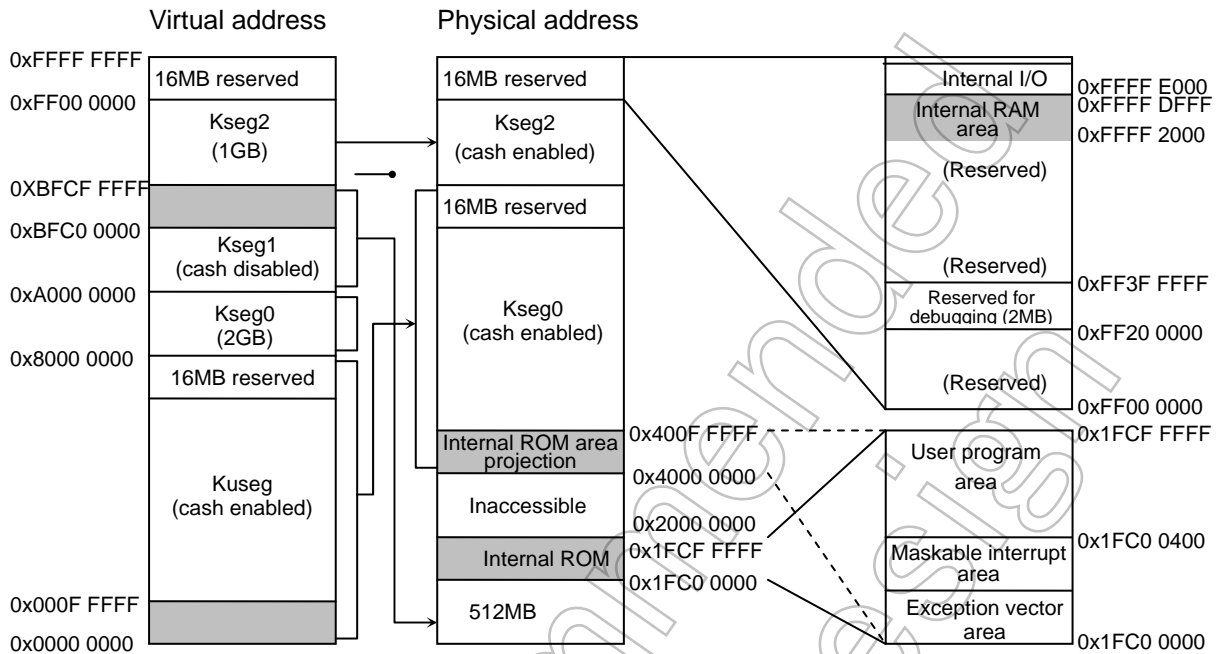 Virtual address
Physical address
0xFFFF FFFF
0xFF00 0000
0XBFCF FFFF
0xBFC0 0000
0xA000 0000
0x8000 0000
0x000F FFFF
0x0000 0000
16MB reserved
Kseg2
(1GB)
Kseg1
(cash disabled)
Kseg0
(2GB)
16MB reserved
Kuseg
(cash enabled)
16MB reserved
Kseg2
(cash enabled)
16MB reserved
Kseg0
(cash enabled)
Internal ROM area
projection
Inaccessible
Internal ROM
512MB
0x400F FFFF
0x4000 0000
0x2000 0000
0x1FCF FFFF
0x1FC0 0000
Internal I/O
Internal RAM
area
(Reserved)
(Reserved)
Reserved for
debugging (2MB)
(Reserved)
0xFFFF E000
0xFFFF DFFF
0xFFFF 2000
0xFF3F FFFF
0xFF20 0000
0xFF00 0000
User program
area
Maskable interrupt
area
Exception vector
area
0x1FCF FFFF
0x1FC0 0400
0x1FC0 0000
mmended
esign